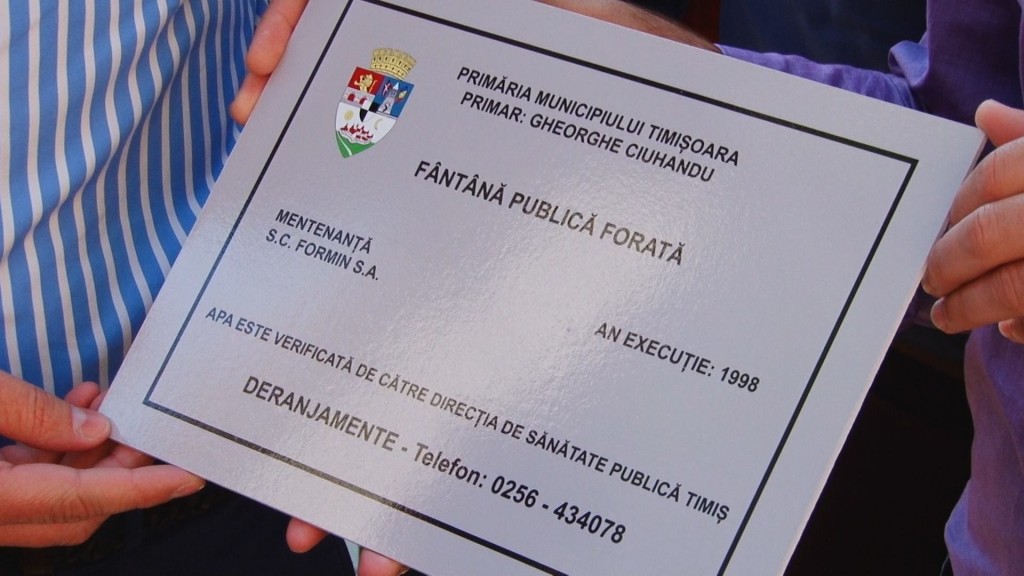 PRIMĂRIA MUNICIPIULUI TIMIȘOARA
PRIMAR: GHEORGHE CIUHANDU
FÂNTÂNĂ PUBLICĂ FORATĂ
MENTENANȚĂ
S.C. FORMIN S.A.
AN EXECUȚIE: 1998
APA ESTE VERIFICATĂ DE CĂTRE DIRECȚIA DE SĂNĂTATE PUBLICĂ TIMIȘ
DERANJAMENTE - Telefon: 0256 - 434078